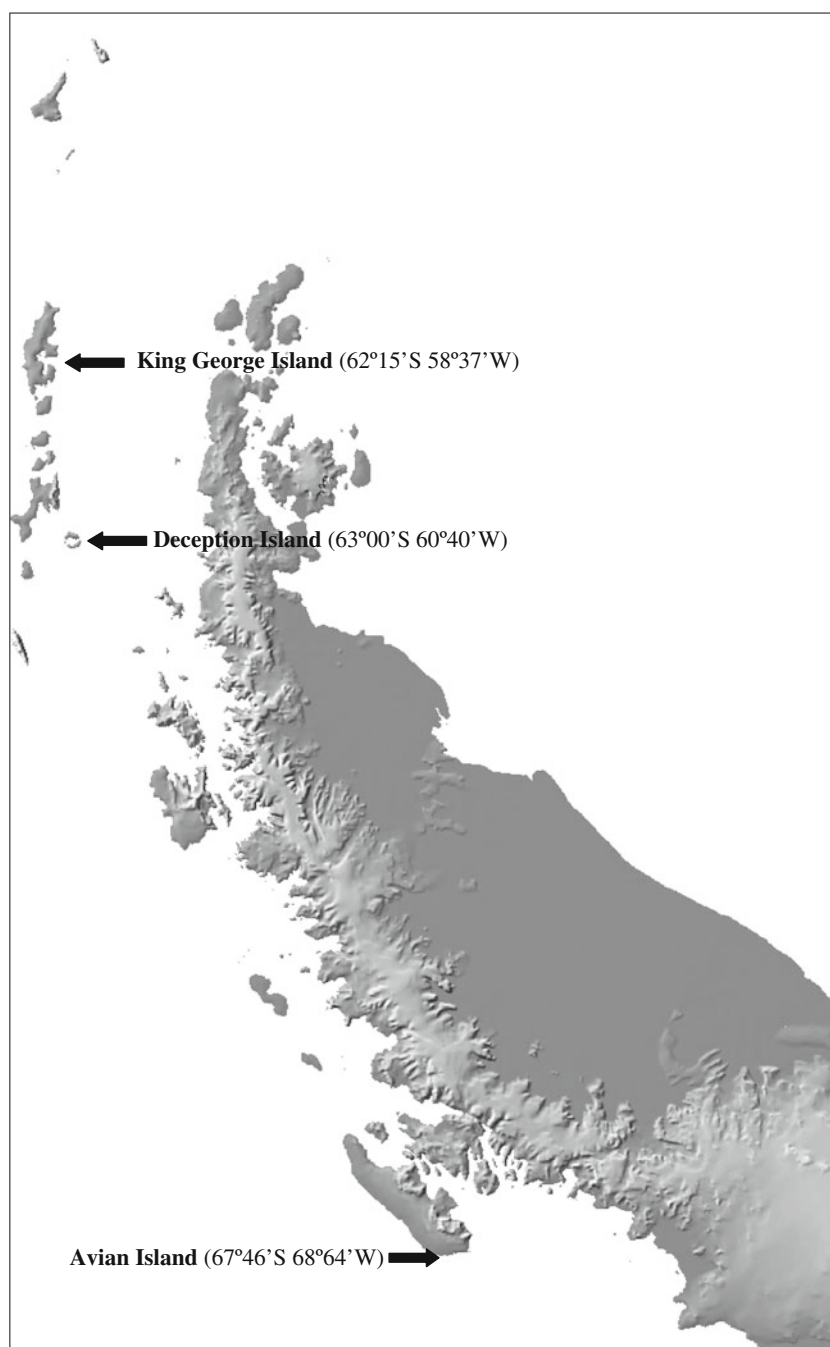 King George Island (62º15’S 58º37’W)
Deception Island (63º00’S 60º40’W)
Avian Island (67º46’S 68º64’W)